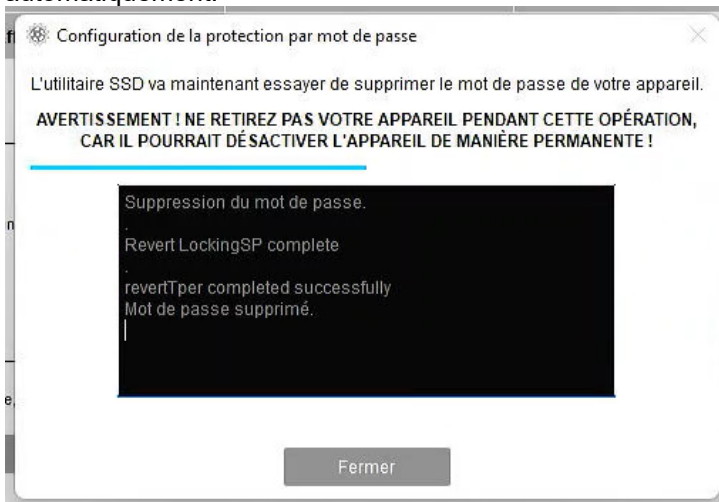 Configuration de la protection par mot de passe
L'utilitaire SSD va maintenant essayer de supprimer le mot de passe de votre appareil.
AVERTISSEMENT ! NE RETIREZ PAS VOTRE APPAREIL PENDANT CETTE OPÉRATION,
CAR IL POURRAIT DÉSACTIVER L'APPAREIL DE MANIÈRE PERMANENTE !
Suppression du mot de passe.
.
Revert LockingSP complete
.
revertTper completed successfully
Mot de passe supprimé.
Fermer